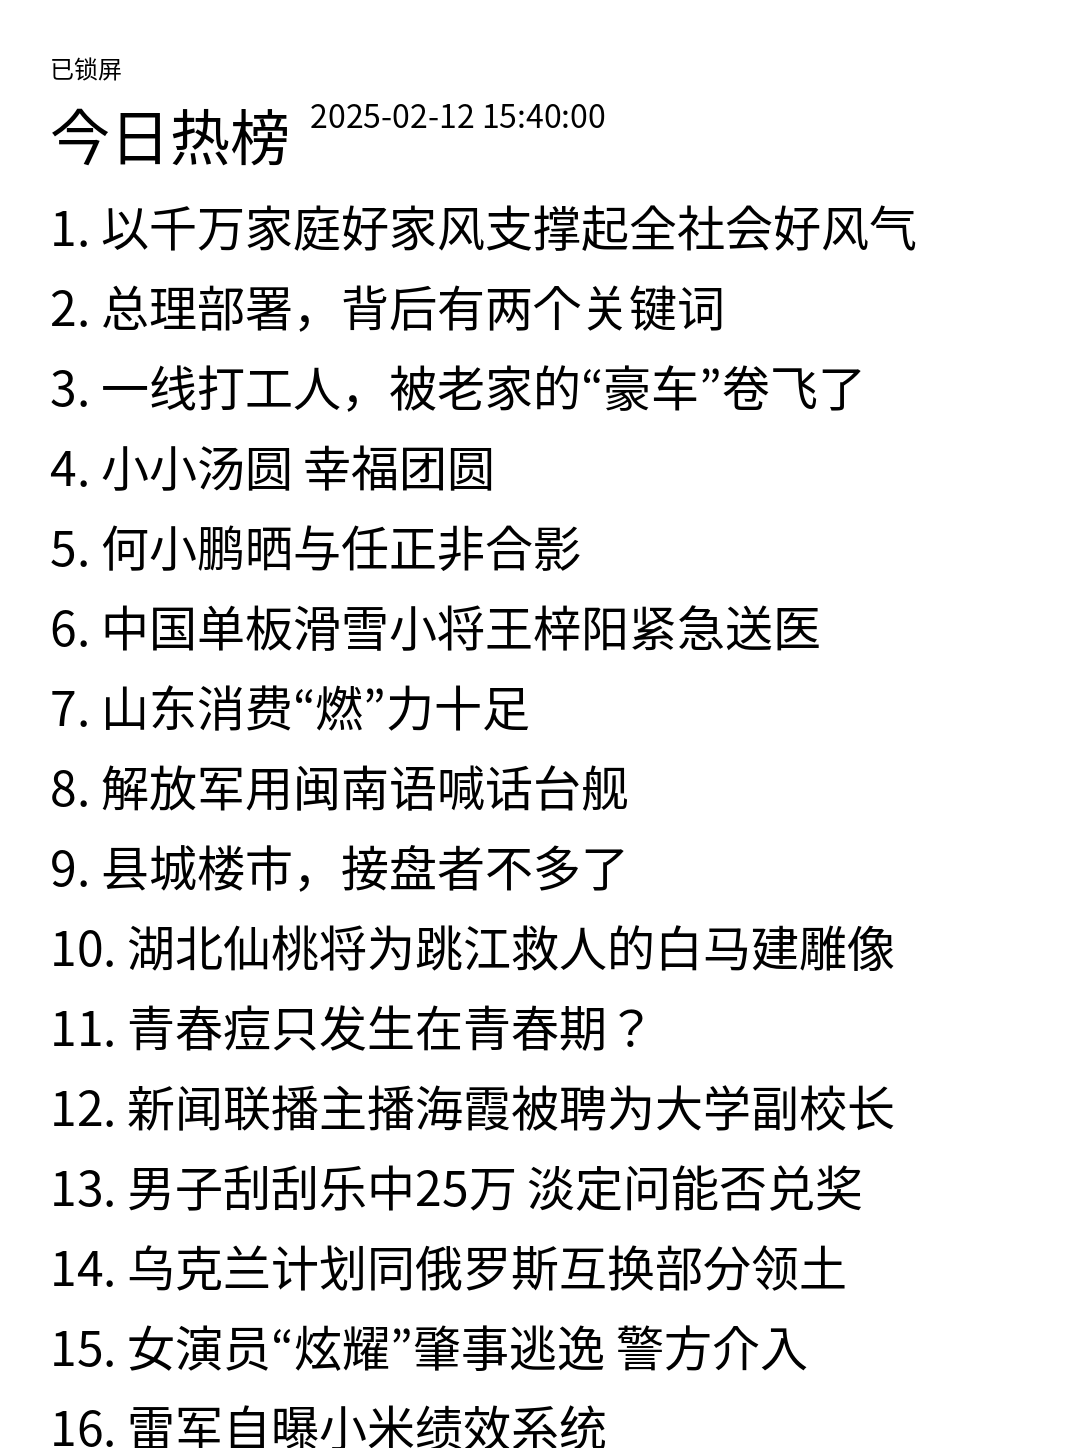 已锁屏
今日热榜 2025-02-12 15:40:00
1. 以千万家庭好家风支撑起全社会好风气
2. 总理部署，背后有两个关键词
3. 一线打工人，被老家的“豪车”卷飞了
4. 小小汤圆 幸福团圆
5. 何小鹏晒与任正非合影
6. 中国单板滑雪小将王梓阳紧急送医
7. 山东消费“燃”力十足
8. 解放军用闽南语喊话台舰
9. 县城楼市，接盘者不多了
10. 湖北仙桃将为跳江救人的白马建雕像
11. 青春痘只发生在青春期？
12. 新闻联播主播海霞被聘为大学副校长
13. 男子刮刮乐中25万 淡定问能否兑奖
14. 乌克兰计划同俄罗斯互换部分领土
15. 女演员“炫耀”肇事逃逸 警方介入
16. 雷军自曝小米绩效系统